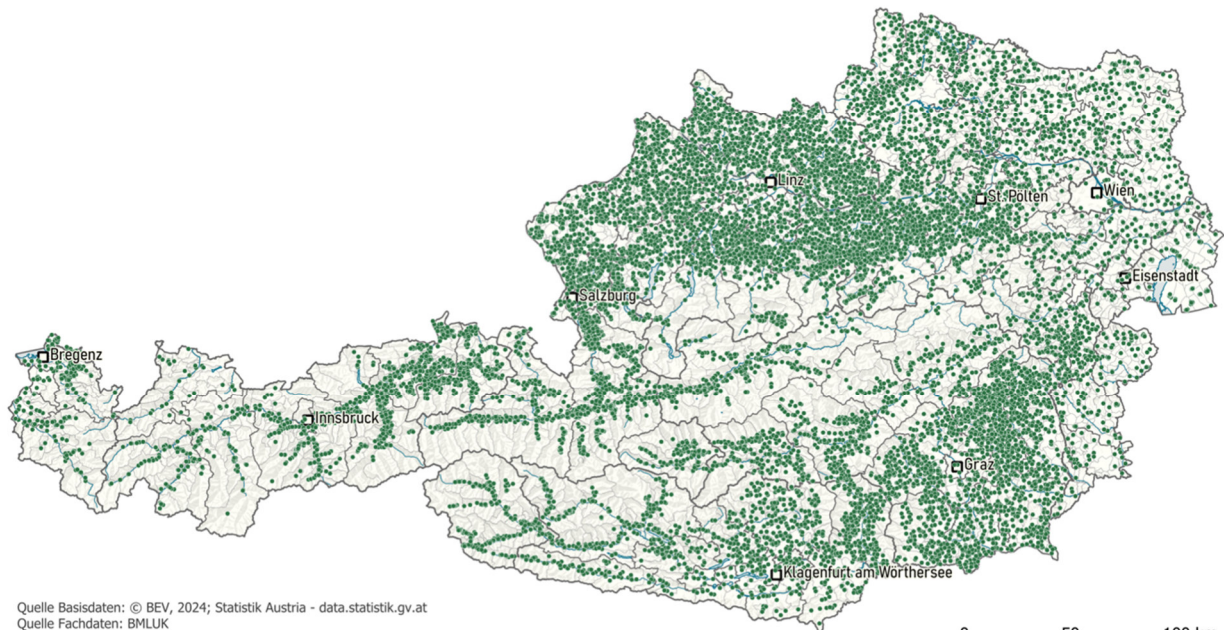 Linz
St. Pölten
Wien
Salzburg
Eisenstadt
Bregenz
Innsbruck
Graz
Klagenfurt am Wörthersee
Quelle Basisdaten: © BEV, 2024; Statistik Austria - data.statistik.gv.at
Quelle Fachdaten: BMLUK